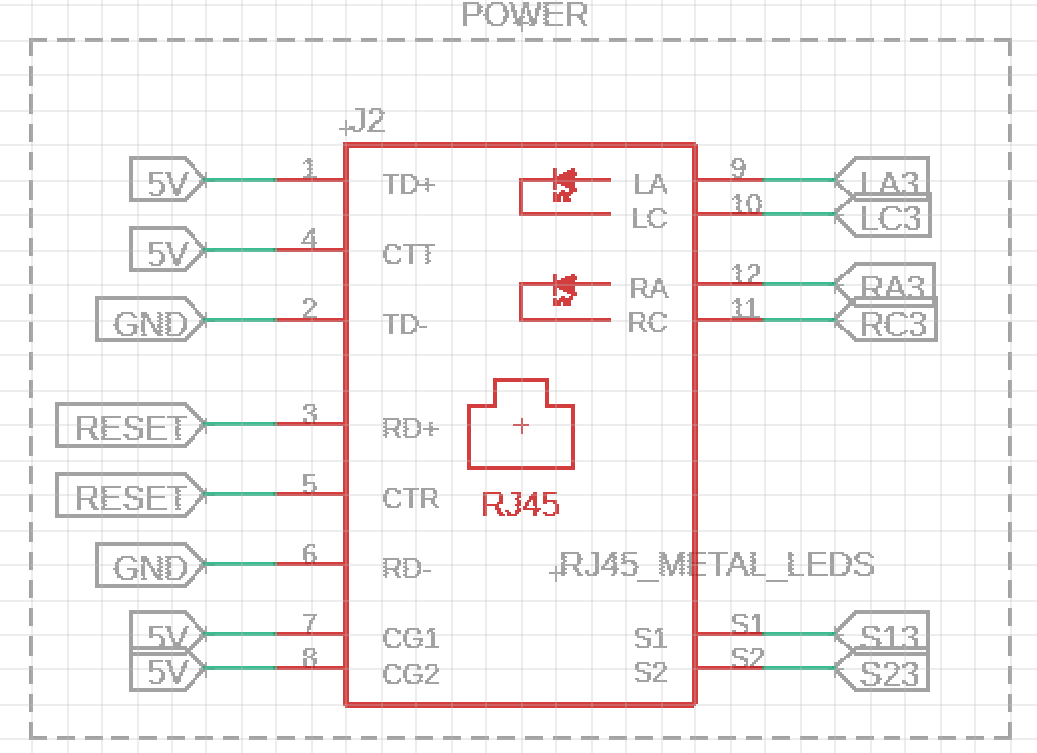 POWER
J2
5V 1 TD+ LA 9 LA3
LC 10 LC3
5V 4 CTT
RA 12 RA3
GND 2 TD- RC 11 RC3
RESET 3 RD+
RESET 5 CTR RJ45
GND 6 RD- RJ45_METAL_LEDS
5V 7 CG1 S1 S1 S13
5V 8 CG2 S2 S2 S23